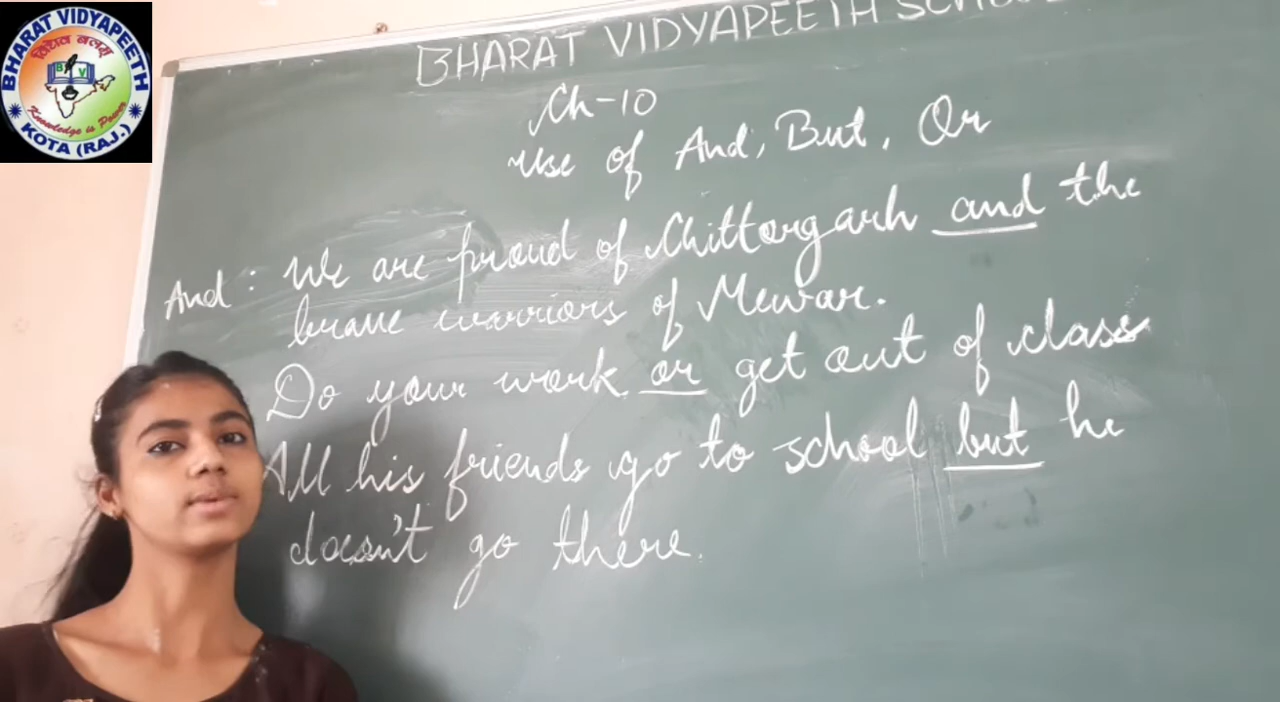 BHARAT VIDYAPEETH
विद्यैव बलम्
B V
Knowledge is Power
KOTA (RAJ.)
BHARAT VIDYAPEETH SCHOOL
Ch-10
Use of And, But, Or
And : We are proud of Chittorgarh and the
brave warriors of Mewar.
Do your work or get out of class
All his friends go to school but he
doesn't go there.